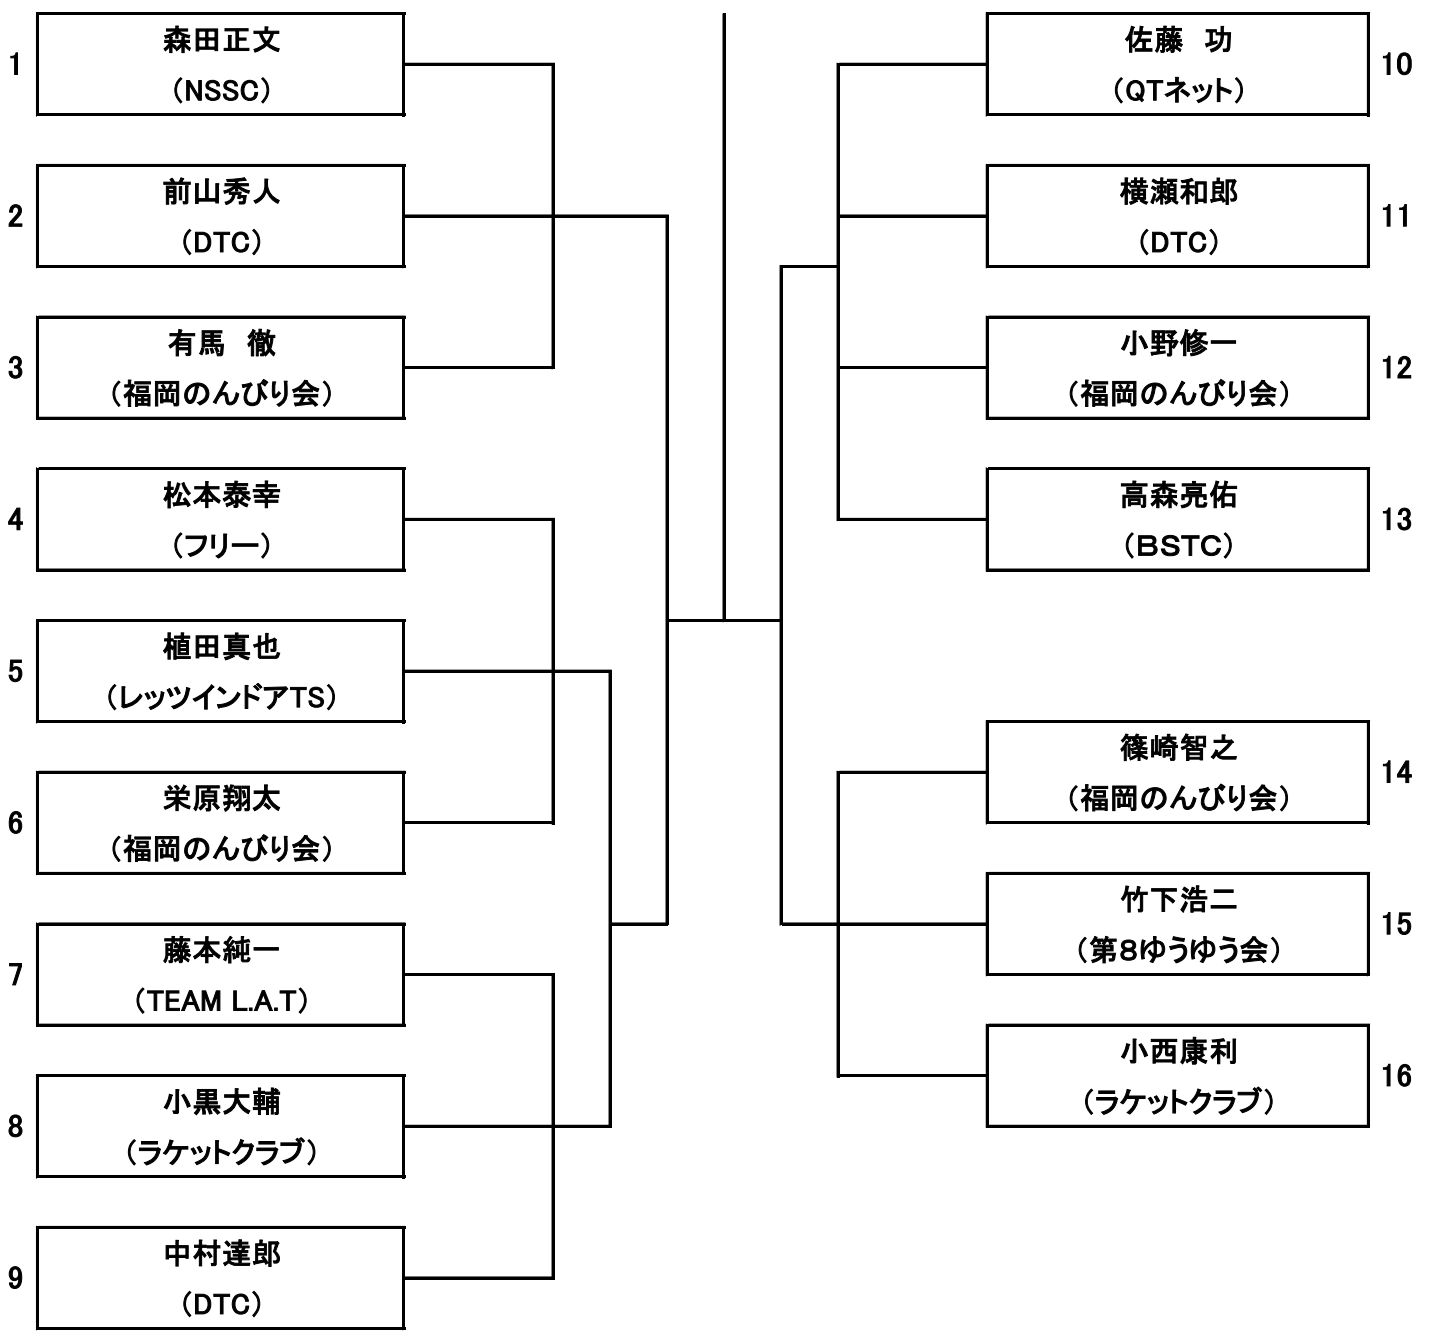 1
森田正文
(NSSC)
2
前山秀人
(DTC)
3
有馬　徹
(福岡のんびり会)
4
松本泰幸
(フリー)
5
植田真也
(レッツインドアTS)
6
栄原翔太
(福岡のんびり会)
7
藤本純一
(TEAM L.A.T)
8
小黒大輔
(ラケットクラブ)
9
中村達郎
(DTC)
佐藤　功
(QTネット)
10
横瀬和郎
(DTC)
11
小野修一
(福岡のんびり会)
12
高森亮佑
(BSTC)
13
篠崎智之
(福岡のんびり会)
14
竹下浩二
(第8ゆうゆう会)
15
小西康利
(ラケットクラブ)
16